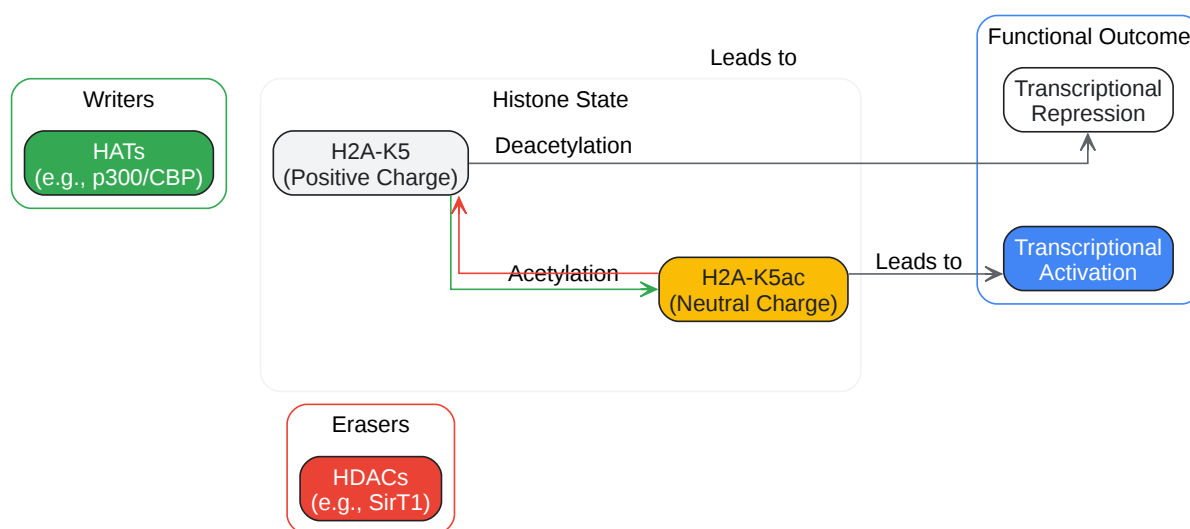 Leads to
Functional Outcome
Writers
HATs
(e.g., p300/CBP)
Histone State
H2A-K5
(Positive Charge)
Deacetylation
Transcriptional
Repression
Acetylation
H2A-K5ac
(Neutral Charge)
Leads to
Transcriptional
Activation
Erasers
HDACs
(e.g., SirT1)